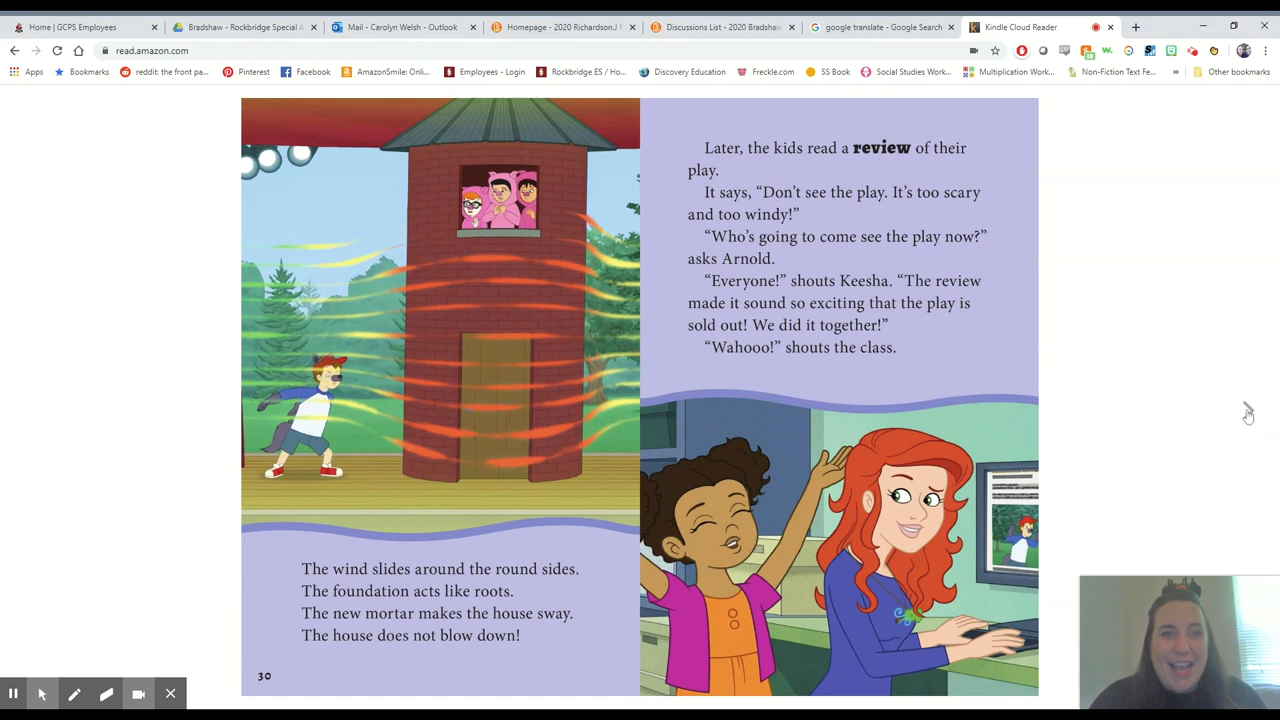 Home | GCPS Employees
Bradshaw - Rockbridge Special A
Mail - Carolyn Welsh - Outlook
Homepage - 2020 Richardson.J F
Discussions List - 2020 Bradshaw
google translate - Google Search
Kindle Cloud Reader
read.amazon.com
Apps
Bookmarks
reddit: the front pa...
Pinterest
Facebook
AmazonSmile: Onli...
Employees - Login
Rockbridge ES / Ho...
Discovery Education
Freckle.com
SS Book
Social Studies Work...
Multiplication Work...
Non-Fiction Text Fe...
Other bookmarks
The wind slides around the round sides.
The foundation acts like roots.
The new mortar makes the house sway.
The house does not blow down!
30
Later, the kids read a review of their
play.
It says, “Don’t see the play. It’s too scary
and too windy!”
“Who’s going to come see the play now?”
asks Arnold.
“Everyone!” shouts Keesha. “The review
made it sound so exciting that the play is
sold out! We did it together!”
“Wahooo!” shouts the class.